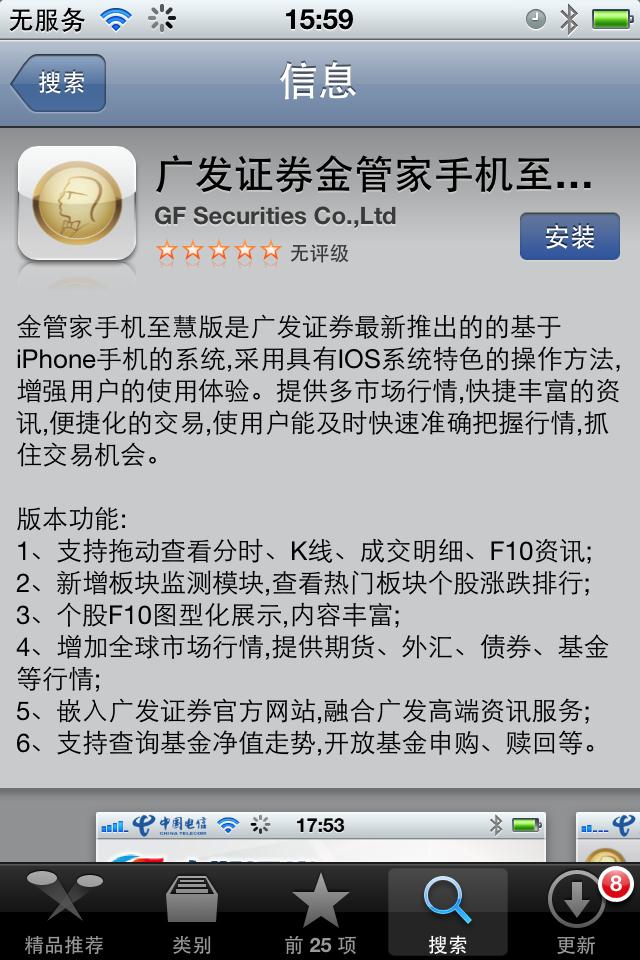 无服务 15:59
搜索 信息
广发证券金管家手机至...
GF Securities Co.,Ltd
安装
无评级
金管家手机至慧版是广发证券最新推出的的基于
iPhone手机的系统,采用具有IOS系统特色的操作方法,
增强用户的使用体验。提供多市场行情,快捷丰富的资
讯,便捷化的交易,使用户能及时快速准确把握行情,抓
住交易机会。
版本功能:
1、支持拖动查看分时、K线、成交明细、F10资讯;
2、新增板块监测模块,查看热门板块个股涨跌排行;
3、个股F10图型化展示,内容丰富;
4、增加全球市场行情,提供期货、外汇、债券、基金
等行情;
5、嵌入广发证券官方网站,融合广发高端资讯服务;
6、支持查询基金净值走势,开放基金申购、赎回等。
中国电信 17:53
CHINA TELECOM
8
精品推荐 类别 前 25 项 搜索 更新